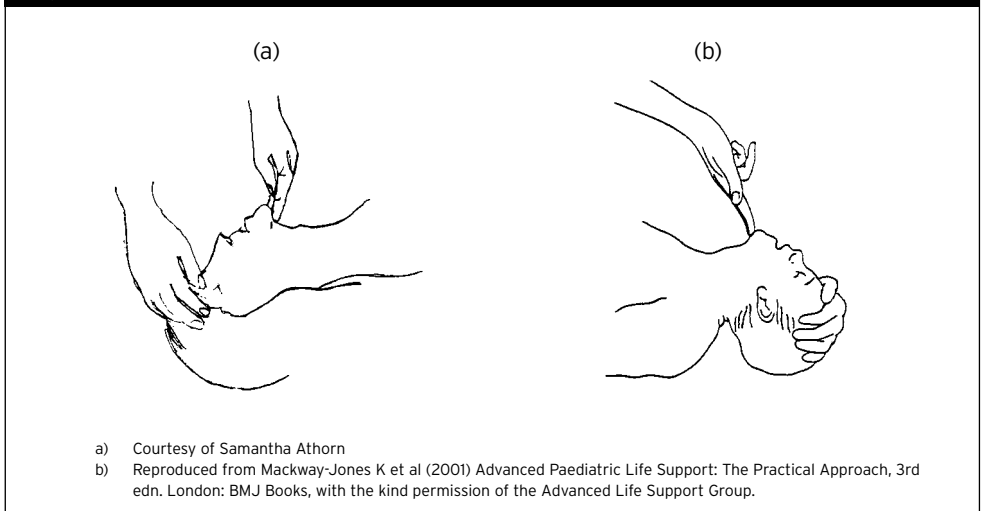 (a) (b)
a) Courtesy of Samantha Athorn
b) Reproduced from Mackway-Jones K et al (2001) Advanced Paediatric Life Support: The Practical Approach, 3rd
edn. London: BMJ Books, with the kind permission of the Advanced Life Support Group.